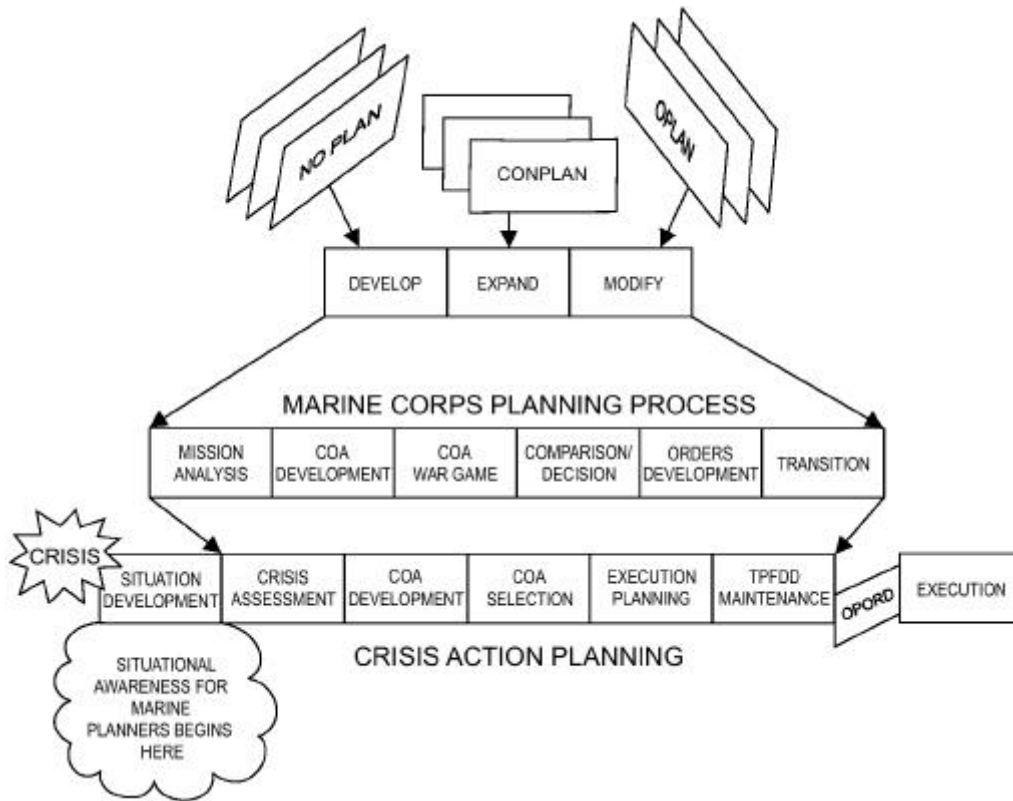 NO PLAN
CONPLAN
OPLAN
DEVELOP
EXPAND
MODIFY
MARINE CORPS PLANNING PROCESS
MISSION
ANALYSIS
COA
DEVELOPMENT
COA
WAR GAME
COMPARISON/
DECISION
ORDERS
DEVELOPMENT
TRANSITION
CRISIS
SITUATION
DEVELOPMENT
CRISIS
ASSESSMENT
COA
DEVELOPMENT
COA
SELECTION
EXECUTION
PLANNING
TPFDD
MAINTENANCE
OPORD
EXECUTION
CRISIS ACTION PLANNING
SITUATIONAL
AWARENESS FOR
MARINE
PLANNERS BEGINS
HERE